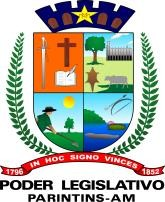 IN HOC SIGNO VINCES
1796 1852
PODER LEGISLATIVO
PARINTINS-AM